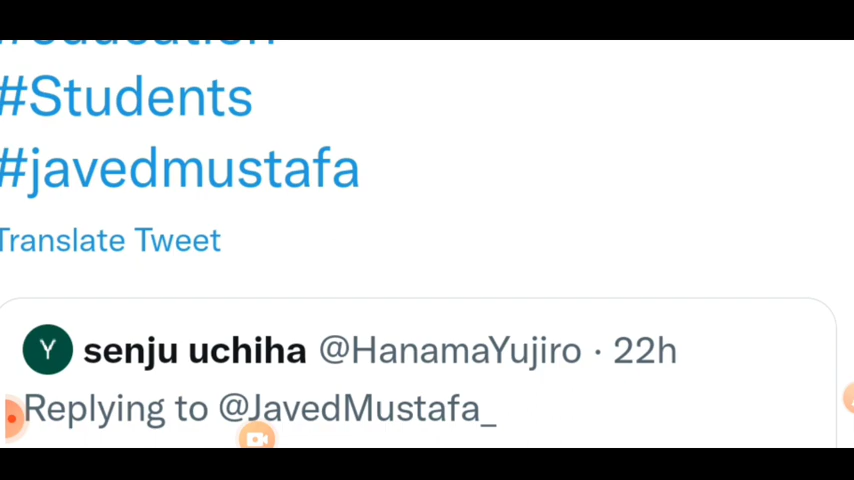 #Students
#javedmustafa
Translate Tweet
Y senju uchiha @HanamaYujiro · 22h
Replying to @JavedMustafa_